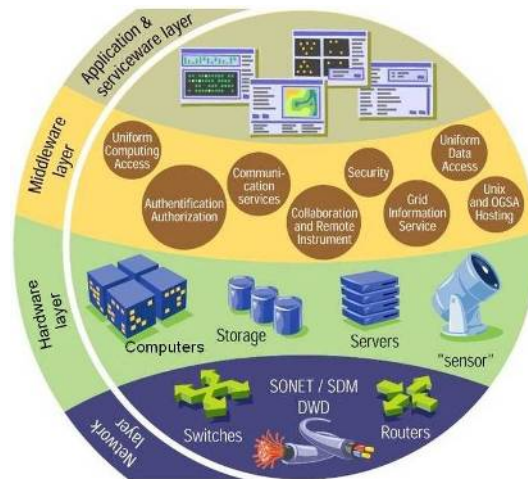 Application &
serviceware layer
Middleware
layer
Uniform
Computing
Access
Authentification
Authorization
Communi-
cation
services
Collaboration
and Remote
Instrument
Security
Grid
Information
Service
Uniform
Data
Access
Unix
and OGSA
Hosting
Hardware
layer
Computers
Storage
Servers
"sensor"
Network
layer
Switches
SONET / SDM
DWD
Routers